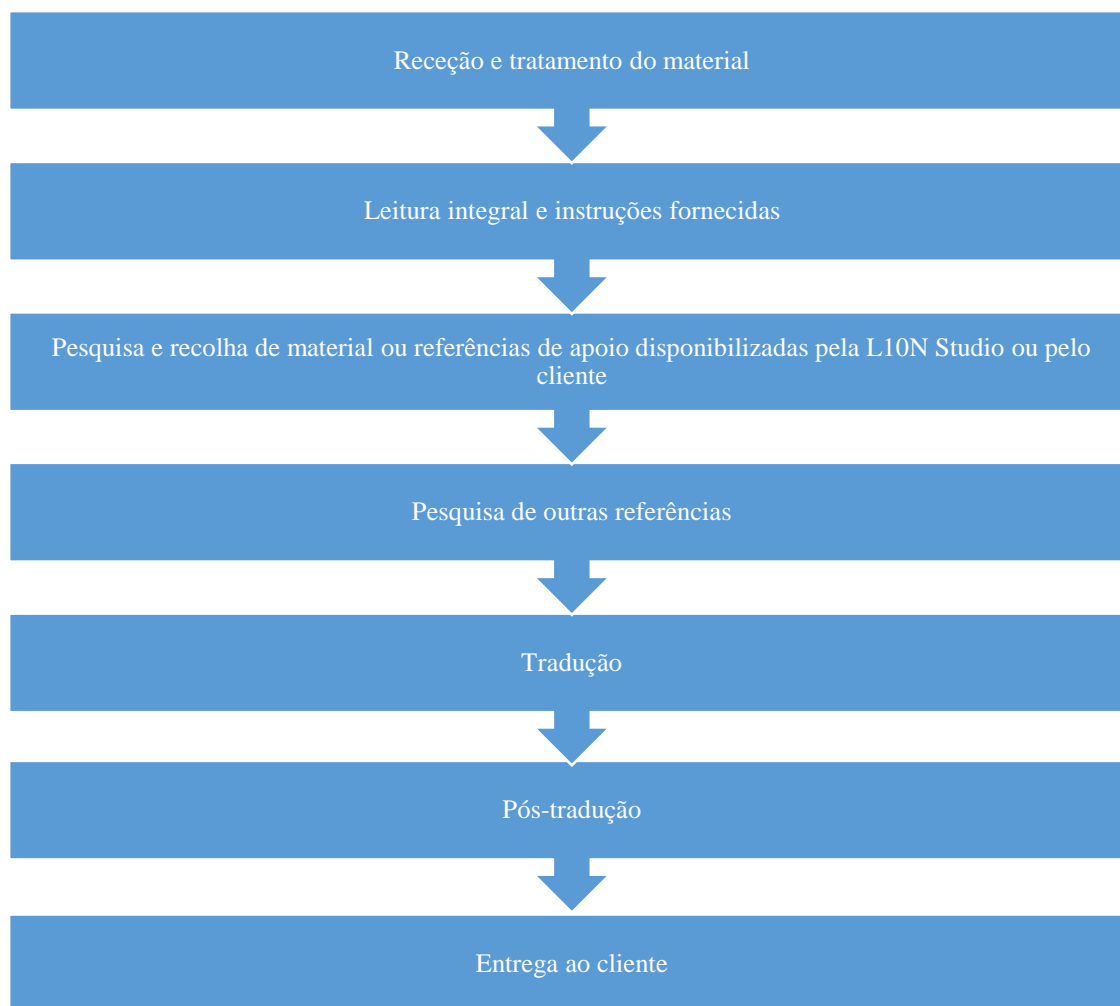 Receção e tratamento do material
Leitura integral e instruções fornecidas
Pesquisa e recolha de material ou referências de apoio disponibilizadas pela L10N Studio ou pelo
cliente
Pesquisa de outras referências
Tradução
Pós-tradução
Entrega ao cliente